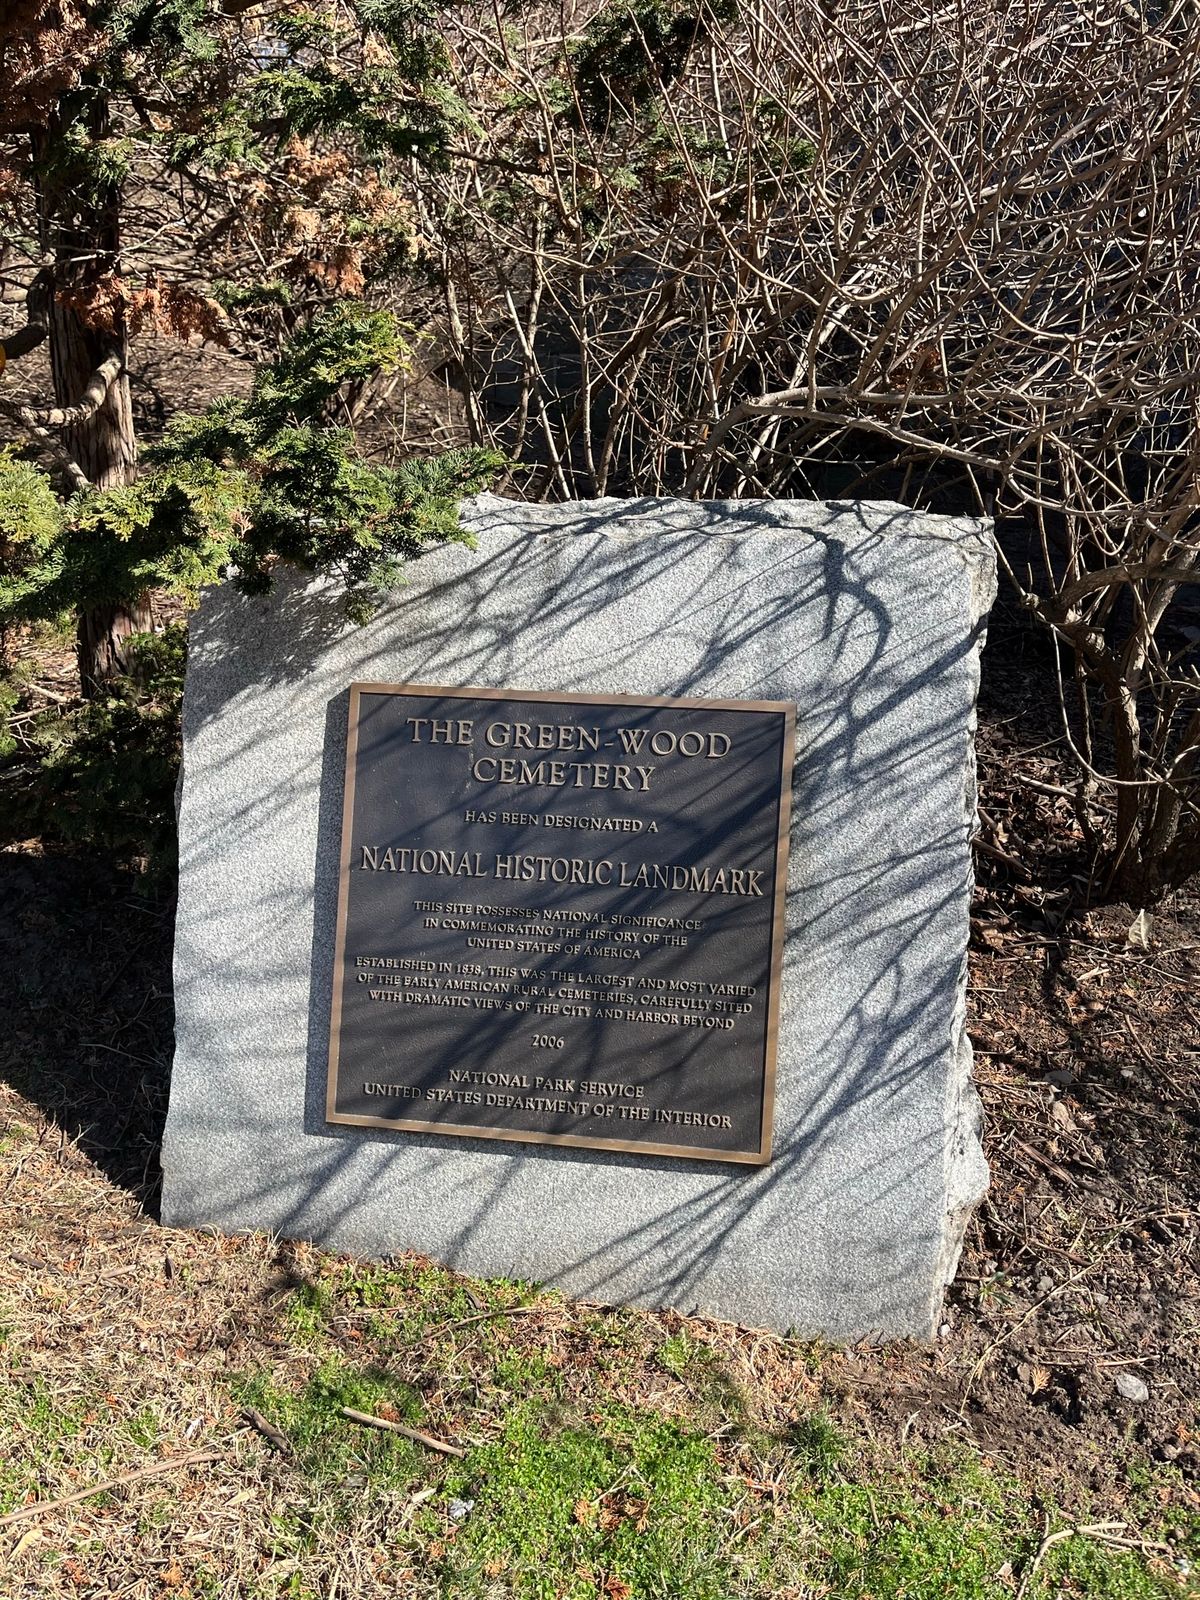 THE GREEN-WOOD
CEMETERY
HAS BEEN DESIGNATED A
NATIONAL HISTORIC LANDMARK
THIS SITE POSSESSES NATIONAL SIGNIFICANCE
IN COMMEMORATING THE HISTORY OF THE
UNITED STATES OF AMERICA
ESTABLISHED IN 1838, THIS WAS THE LARGEST AND MOST VARIED
OF THE EARLY AMERICAN RURAL CEMETERIES, CAREFULLY SITED
WITH DRAMATIC VIEWS OF THE CITY AND HARBOR BEYOND
2006
NATIONAL PARK SERVICE
UNITED STATES DEPARTMENT OF THE INTERIOR